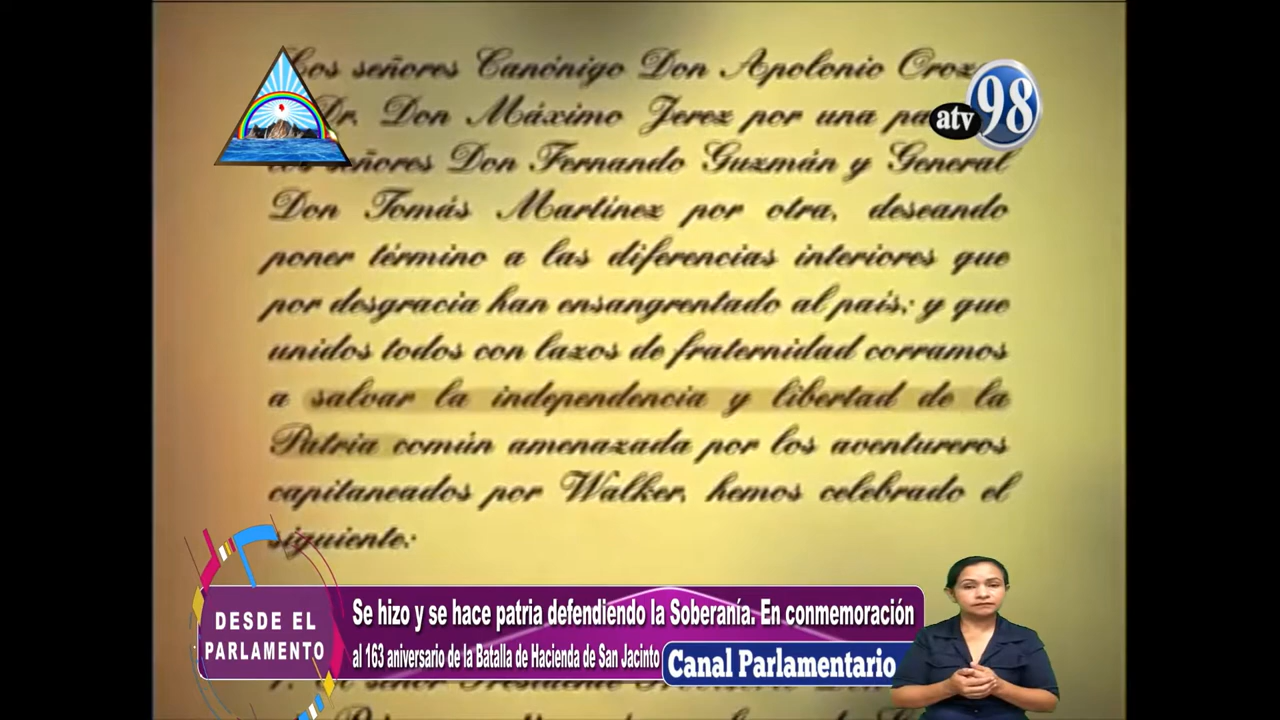 Los señores Canónigo Don Apolonio
Dr. Don Máximo Jerez por una
los señores Don Fernando Guzmán y General
Don Tomás Martínez por otra, deseando
poner término a las diferencias interiores que
por desgracia han ensangrentado al país; y que
unidos todos con lazos de fraternidad corramos
a salvar la independencia y libertad de la
Patria común amenazada por los aventureros
capitaneados por Walker, hemos celebrado el
siguiente:
atv 98
DESDE EL
PARLAMENTO
Se hizo y se hace patria defendiendo la Soberanía. En conmemoración
al 163 aniversario de la Batalla de Hacienda de San Jacinto
Canal Parlamentario